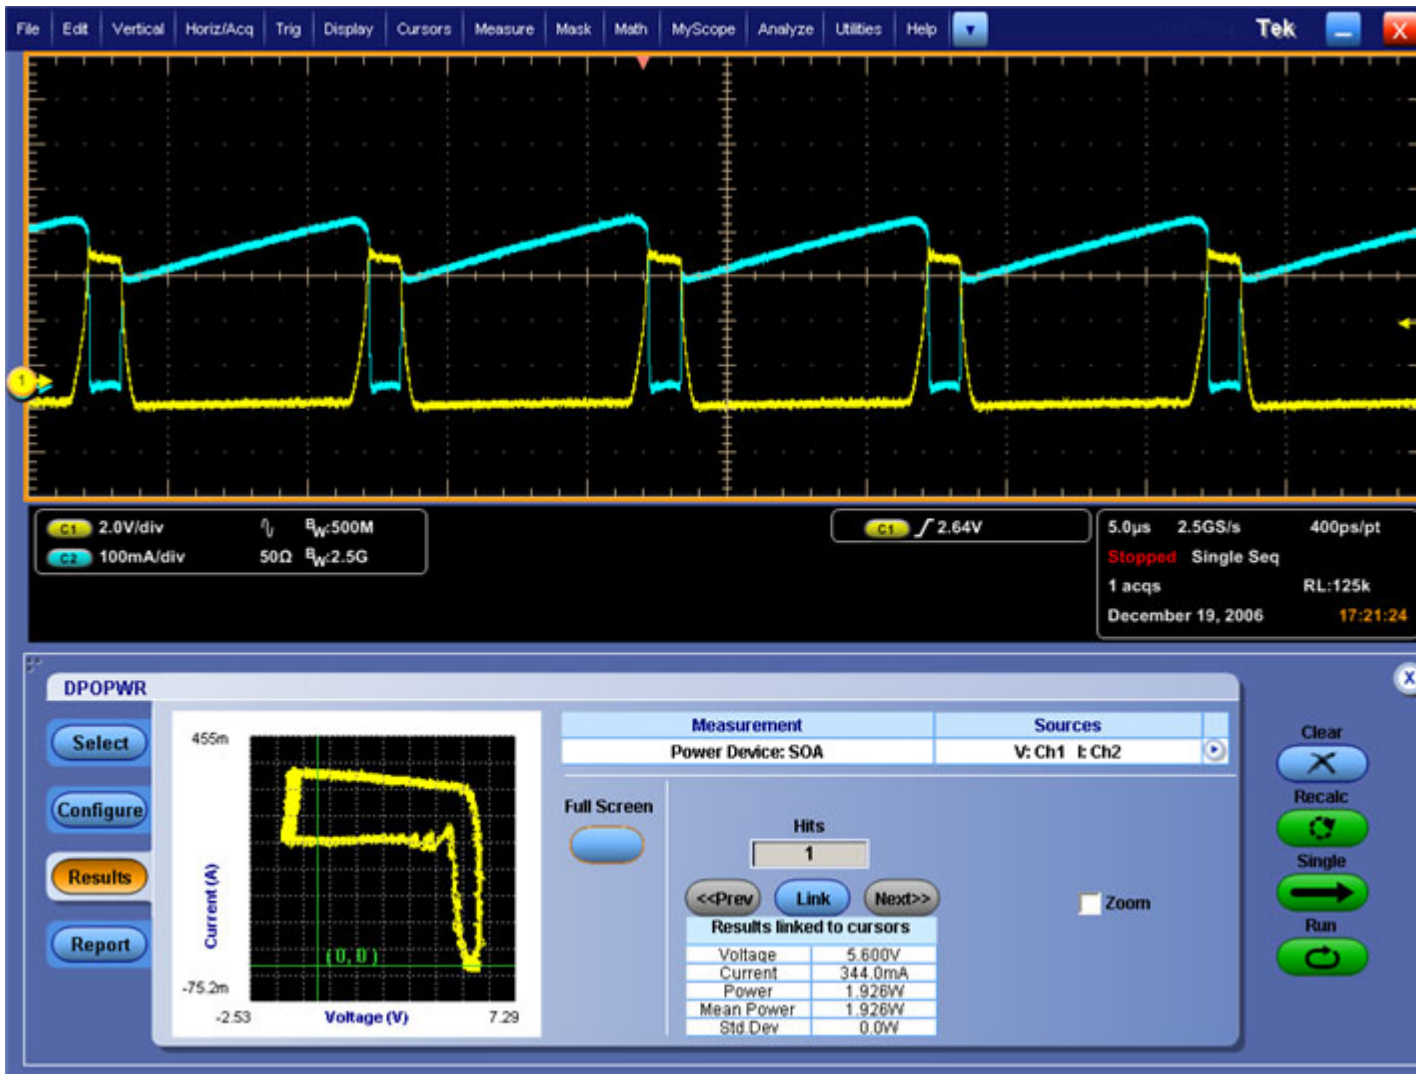 File Edit Vertical Horiz/Acq Trig Display Cursors Measure Mask Math MyScope Analyze Utilities Help Tek X
1
C1 2.0V/div BW:500M
C2 100mA/div 50Ω BW:2.5G
C1 2.64V
5.0µs 2.5GS/s 400ps/pt
Stopped Single Seq
1 acqs RL:125k
December 19, 2006 17:21:24
DPOPWR
X
Select
Configure
Results
Report
455m
Current (A)
(0, 0)
-75.2m
-2.53 Voltage (V) 7.29
Measurement Sources
Power Device: SOA V: Ch1 I: Ch2
Full Screen
Hits
1
<<Prev Link Next>>
Results linked to cursors
Voltage 5.600V
Current 344.0mA
Power 1.926W
Mean Power 1.926W
Std.Dev 0.0W
Zoom
Clear
Recalc
Single
Run